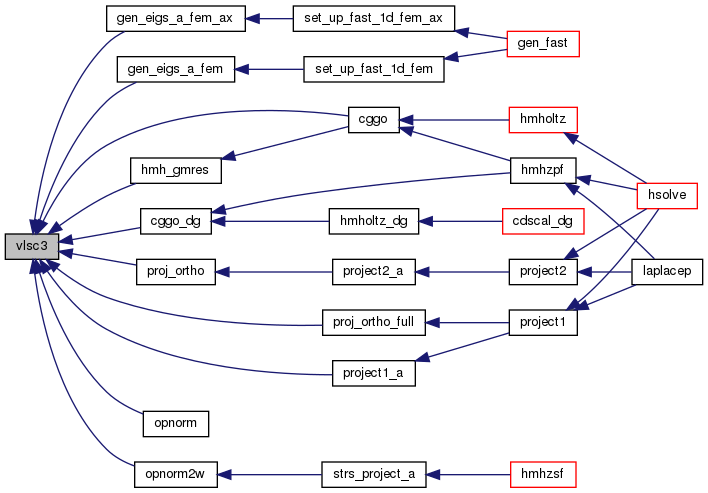 gen_eigs_a_fem_ax
set_up_fast_1d_fem_ax
gen_fast
gen_eigs_a_fem
set_up_fast_1d_fem
cggo
hmholtz
hmh_gmres
hmhzpf
hsolve
cggo_dg
hmholtz_dg
cdscal_dg
vlsc3
proj_ortho
project2_a
project2
laplacep
proj_ortho_full
project1
project1_a
opnorm
opnorm2w
strs_project_a
hmhzsf